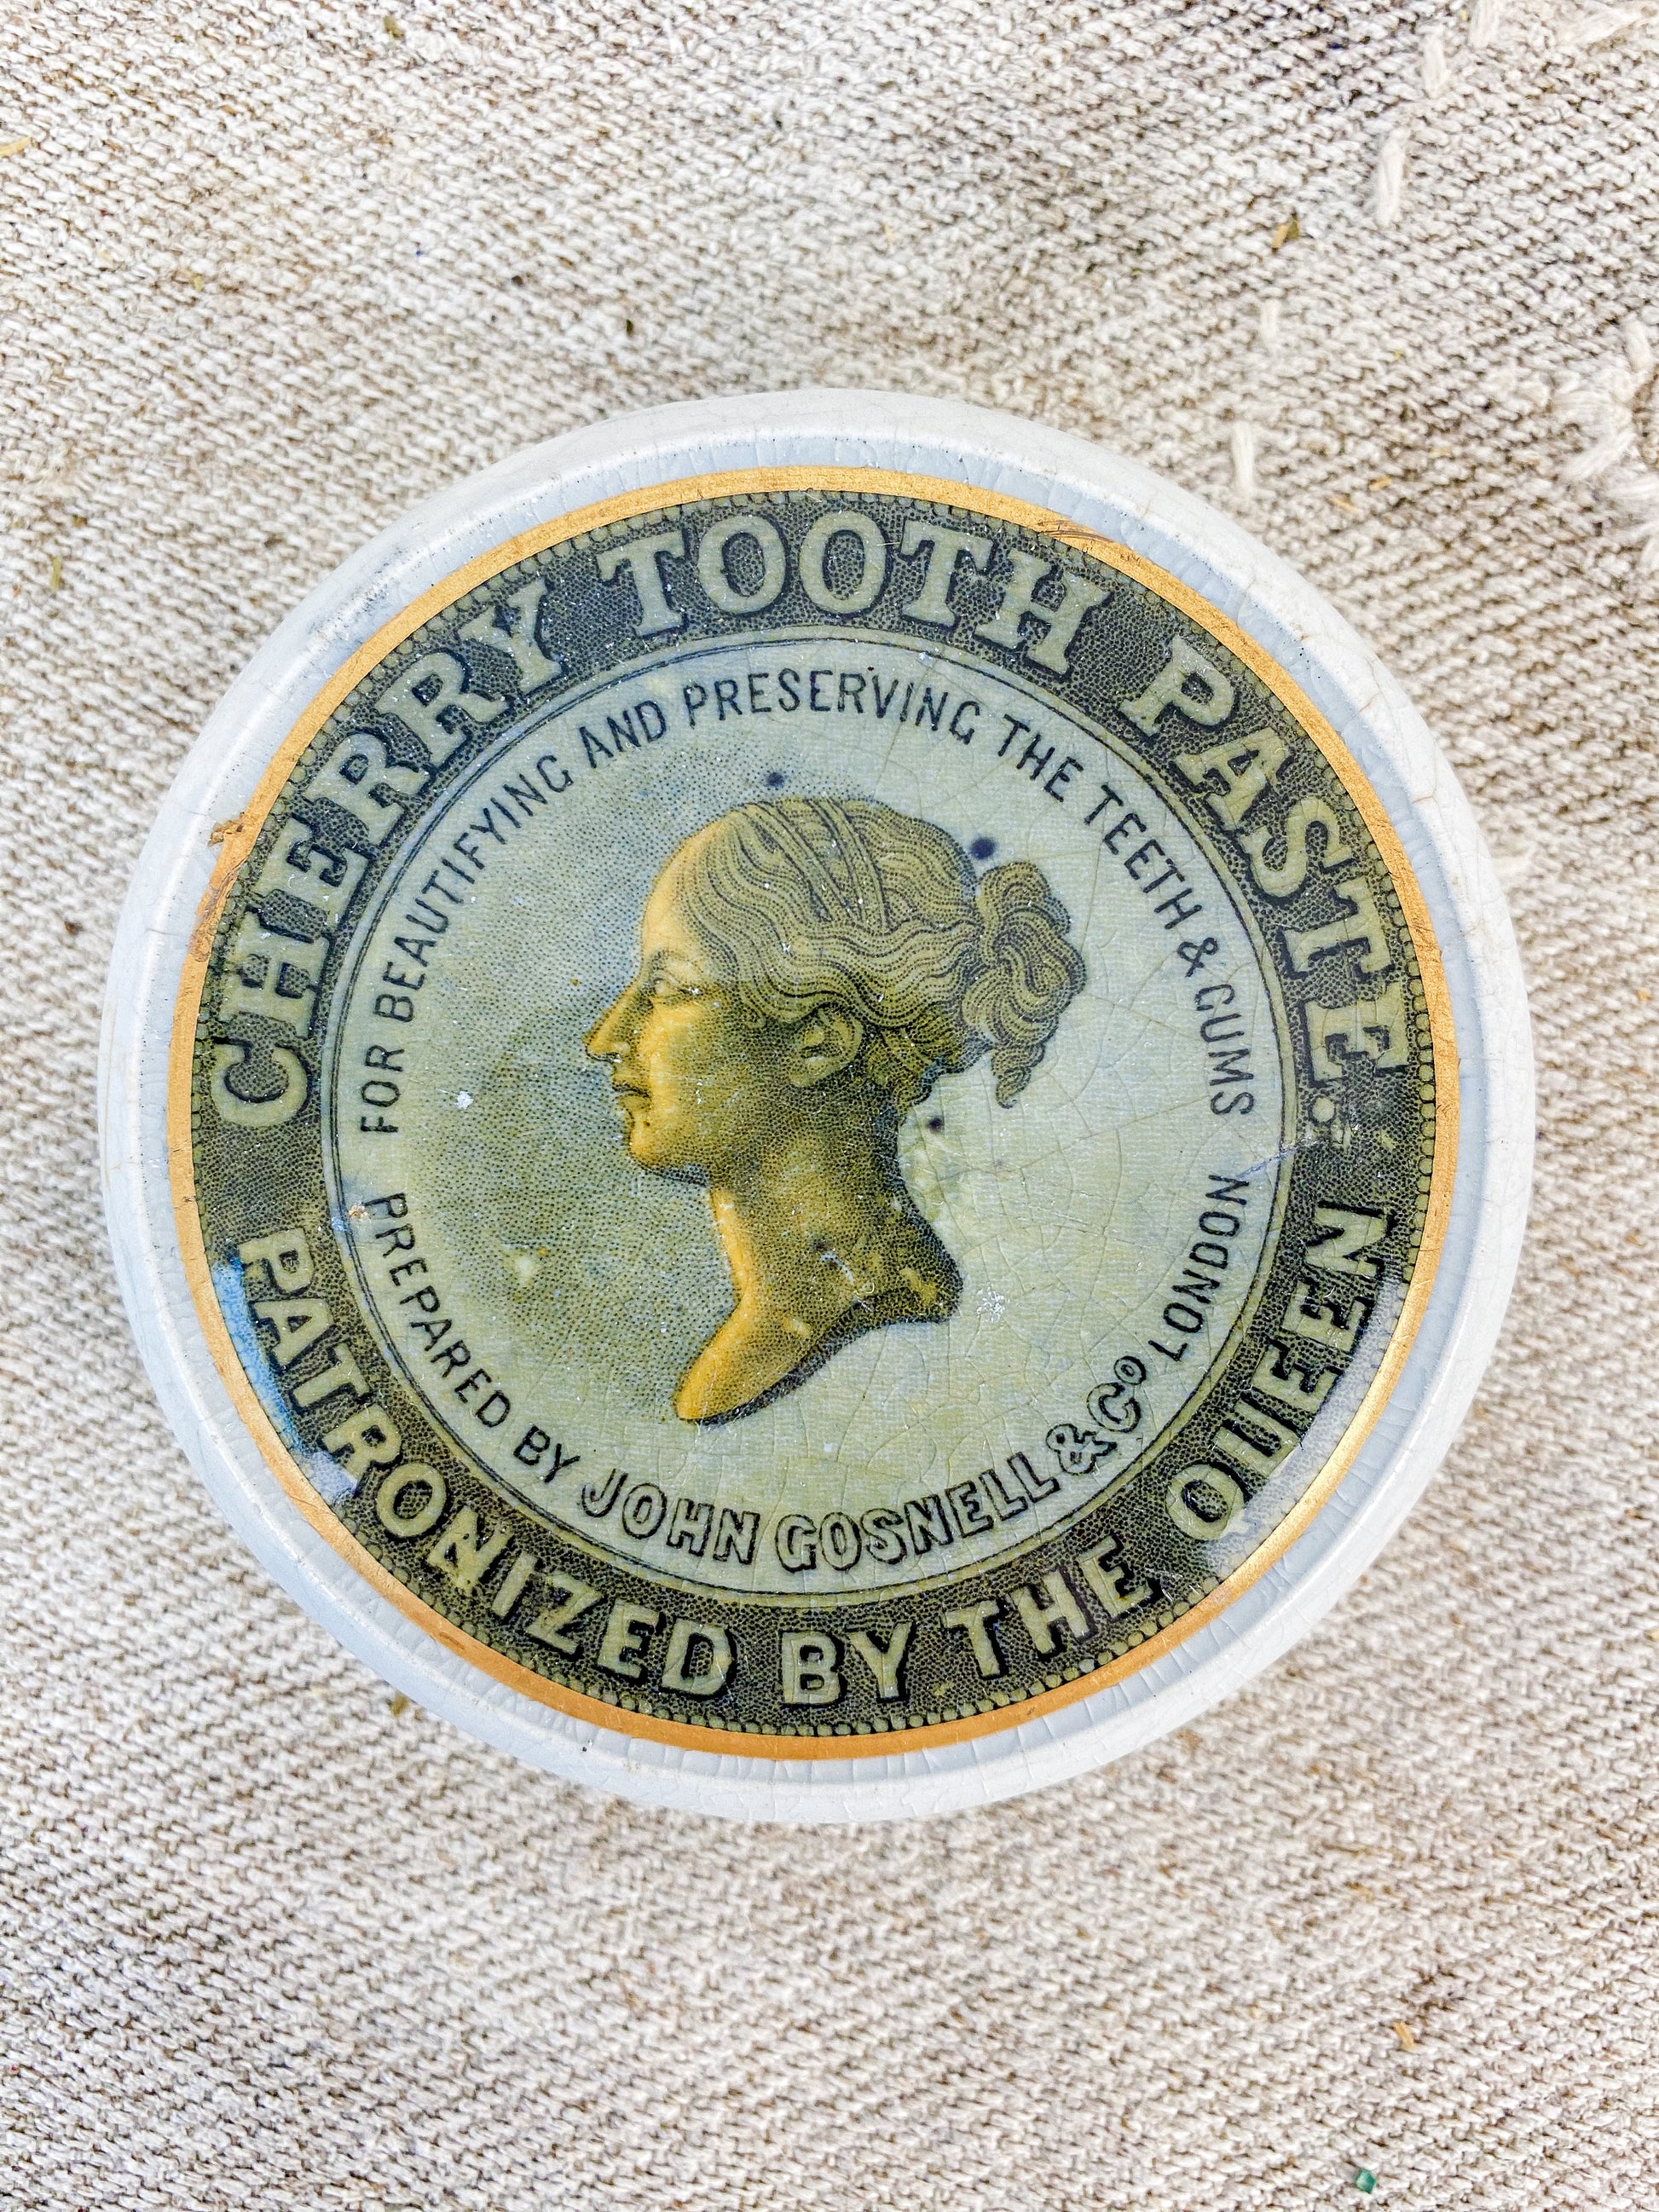 CHERRY TOOTH PASTE.
PATRONIZED BY THE QUEEN
FOR BEAUTIFYING AND PRESERVING THE TEETH & GUMS
PREPARED BY JOHN GOSNELL & Cº LONDON